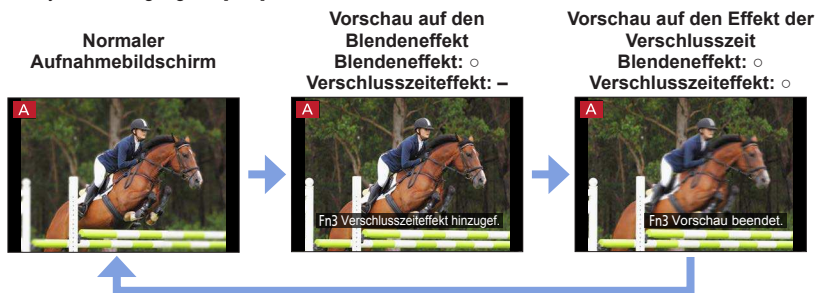 Normaler
Aufnahmebildschirm
Vorschau auf den
Blendeneffekt
Blendeneffekt: ○
Verschlusszeiteffekt: –
Vorschau auf den Effekt der
Verschlusszeit
Blendeneffekt: ○
Verschlusszeiteffekt: ○
A
A
Fn3 Verschlusszeiteffekt hinzugef.
A
Fn3 Vorschau beendet.